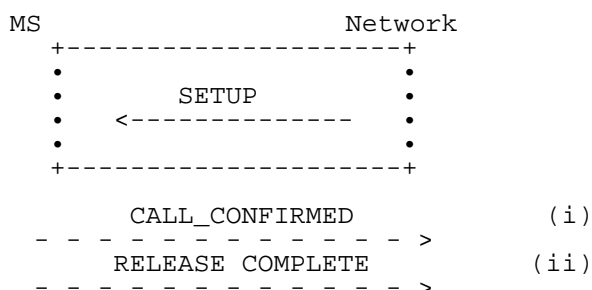 MS Network
SETUP
CALL_CONFIRMED (i)
RELEASE COMPLETE (ii)